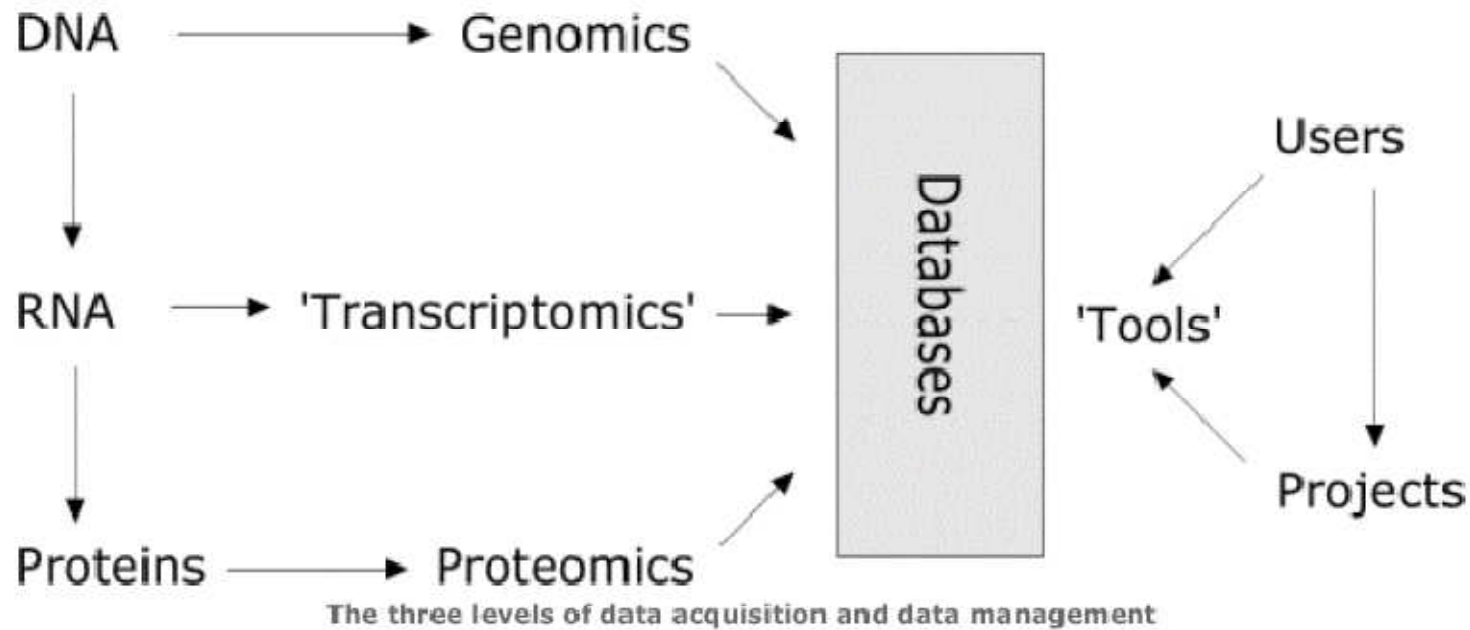 DNA
Genomics
Users
Databases
RNA
'Transcriptomics'
'Tools'
Projects
Proteins
Proteomics
The three levels of data acquisition and data management